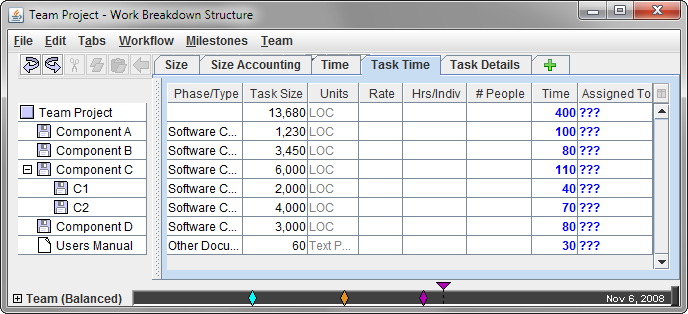 Team Project - Work Breakdown Structure
File Edit Tabs Workflow Milestones Team
Size Size Accounting Time Task Time Task Details
Phase/Type Task Size Units Rate Hrs/Indiv # People Time Assigned To
Team Project 13,680 LOC 400 ???
Component A Software C... 1,230 LOC 100 ???
Component B Software C... 3,450 LOC 80 ???
Component C Software C... 6,000 LOC 110 ???
C1 Software C... 2,000 LOC 40 ???
C2 Software C... 4,000 LOC 70 ???
Component D Software C... 3,000 LOC 80 ???
Users Manual Other Docu... 60 Text P... 30 ???
Team (Balanced) Nov 6, 2008